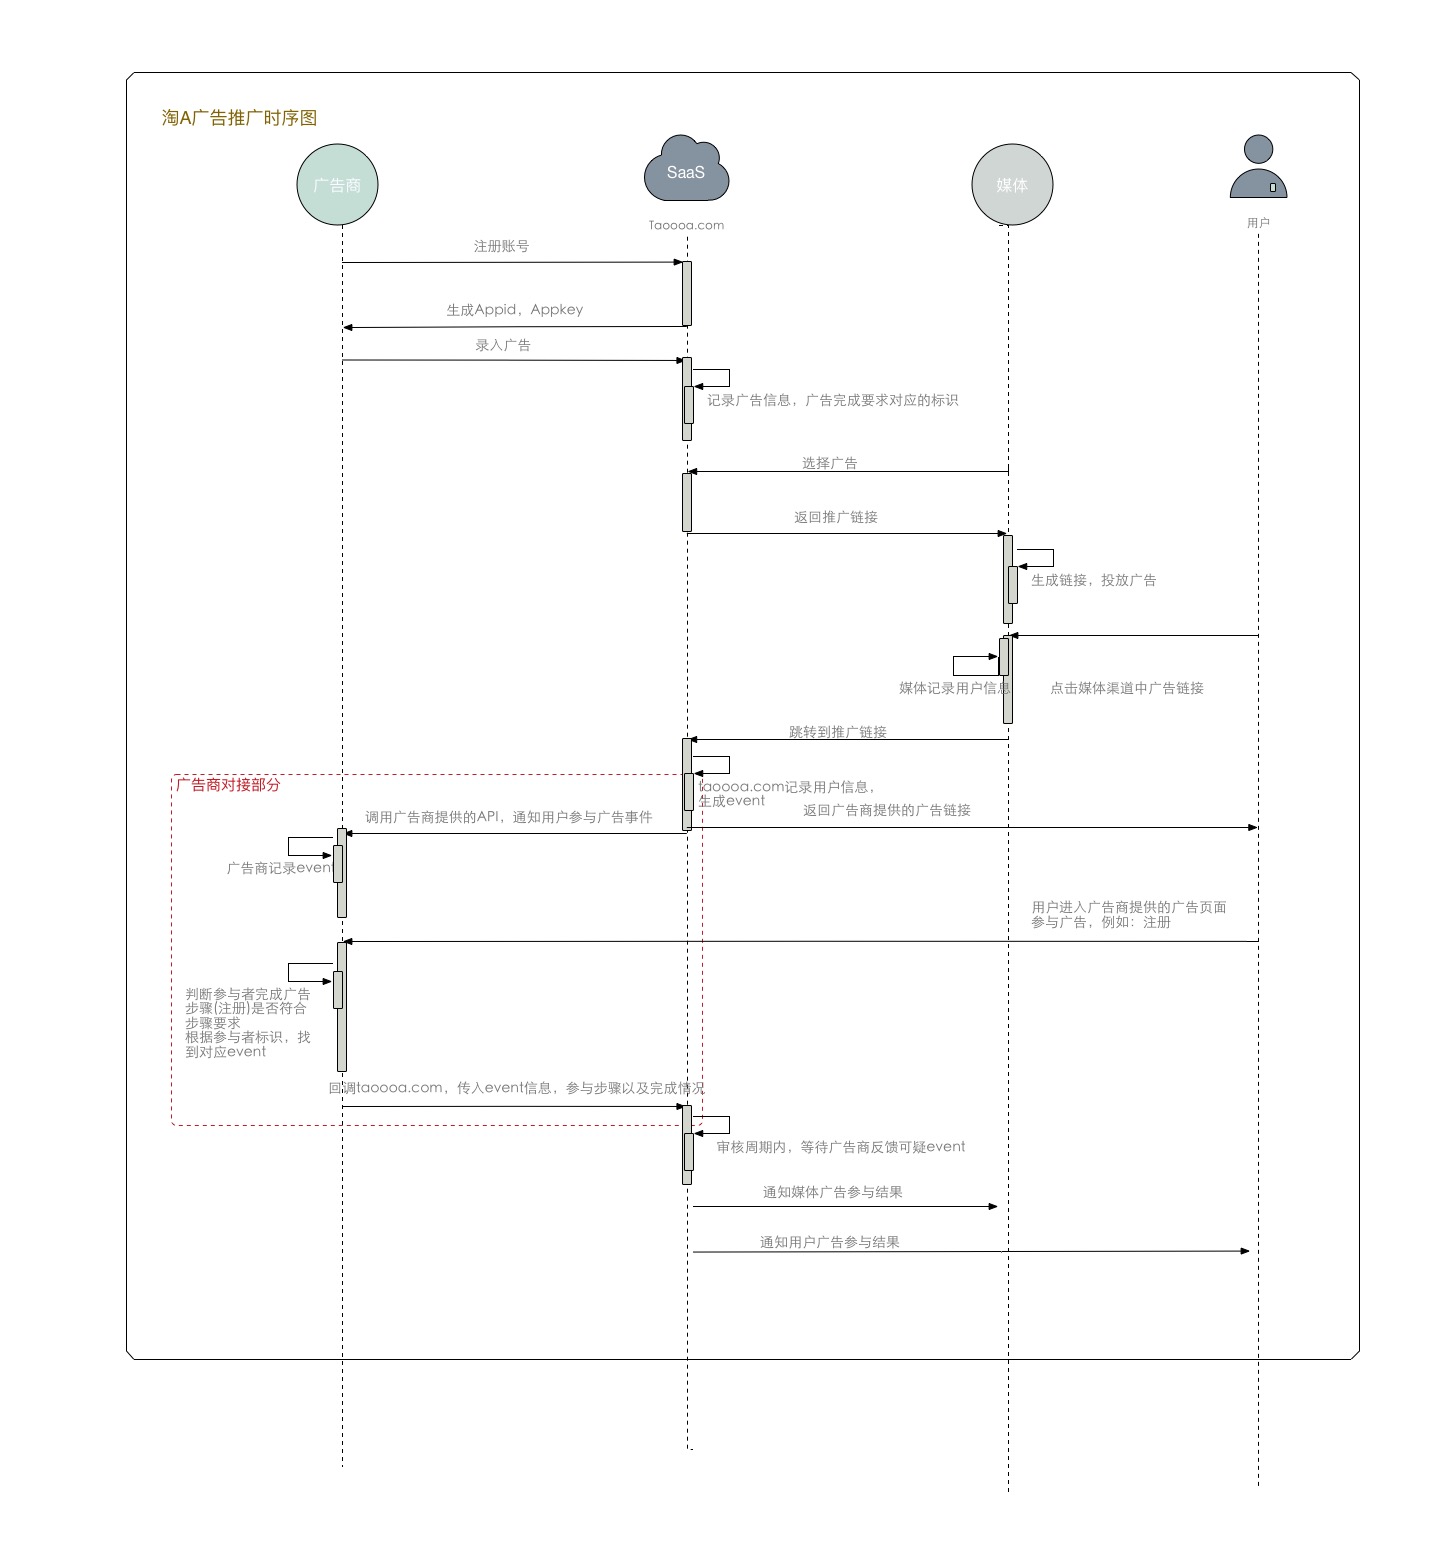 淘A广告推广时序图
广告商
SaaS
媒体
Taoooa.com
用户
注册账号
生成Appid，Appkey
录入广告
记录广告信息，广告完成要求对应的标识
选择广告
返回推广链接
生成链接，投放广告
媒体记录用户信息
点击媒体渠道中广告链接
跳转到推广链接
广告商对接部分
taoooa.com记录用户信息，
生成event
返回广告商提供的广告链接
调用广告商提供的API，通知用户参与广告事件
广告商记录event
用户进入广告商提供的广告页面
参与广告，例如：注册
判断参与者完成广告
步骤(注册)是否符合
步骤要求
根据参与者标识，找
到对应event
回调taoooa.com，传入event信息，参与步骤以及完成情况
审核周期内，等待广告商反馈可疑event
通知媒体广告参与结果
通知用户广告参与结果